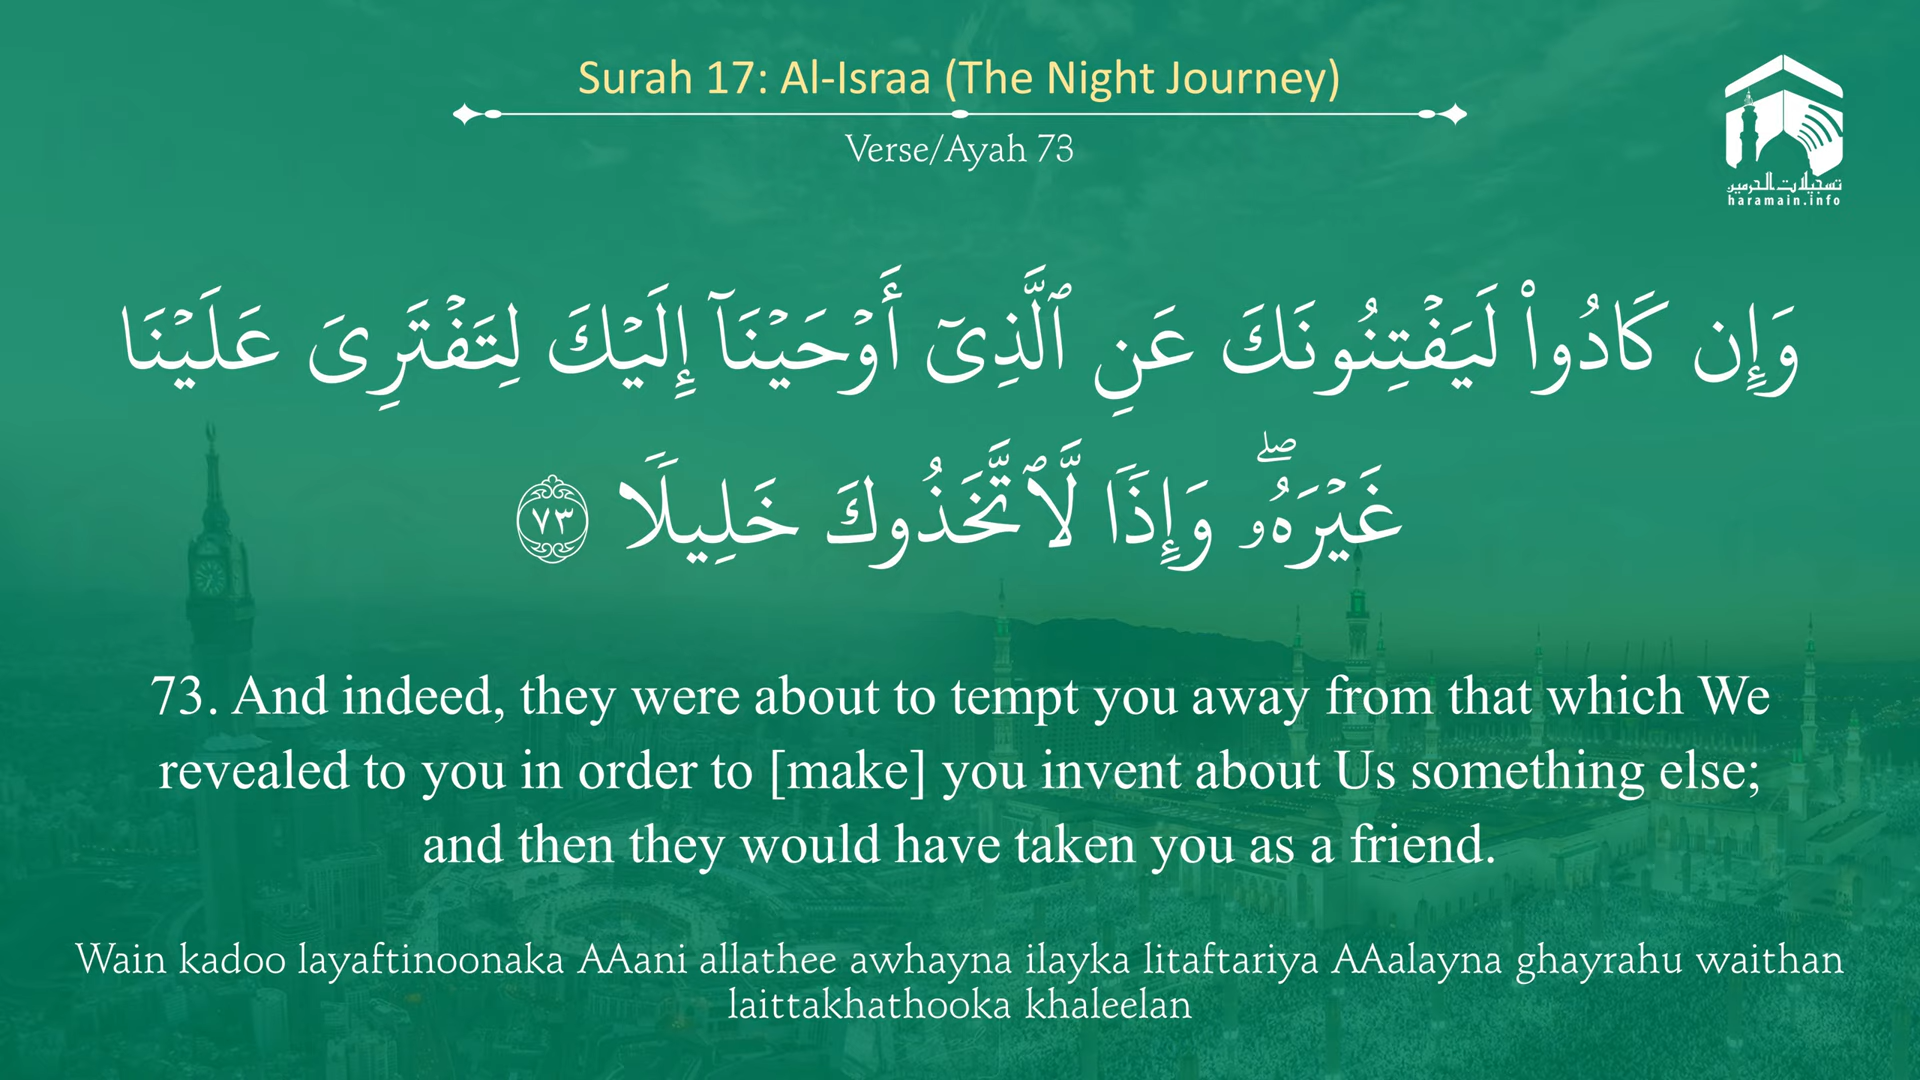 Surah 17: Al-Israa (The Night Journey)
Verse/Ayah 73
تسجيلات الحرمين
haramain.info
وَإِن كَادُوا۟ لَيَفْتِنُونَكَ عَنِ ٱلَّذِىٓ أَوْحَيْنَآ إِلَيْكَ لِتَفْتَرِىَ عَلَيْنَا
غَيْرَهُۥ ۖ وَإِذًا لَّٱتَّخَذُوكَ خَلِيلًا ٧٣
73. And indeed, they were about to tempt you away from that which We
revealed to you in order to [make] you invent about Us something else;
and then they would have taken you as a friend.
Wain kadoo layaftinoonaka AAani allathee awhayna ilayka litaftariya AAalayna ghayrahu waithan
laittakhathooka khaleelan